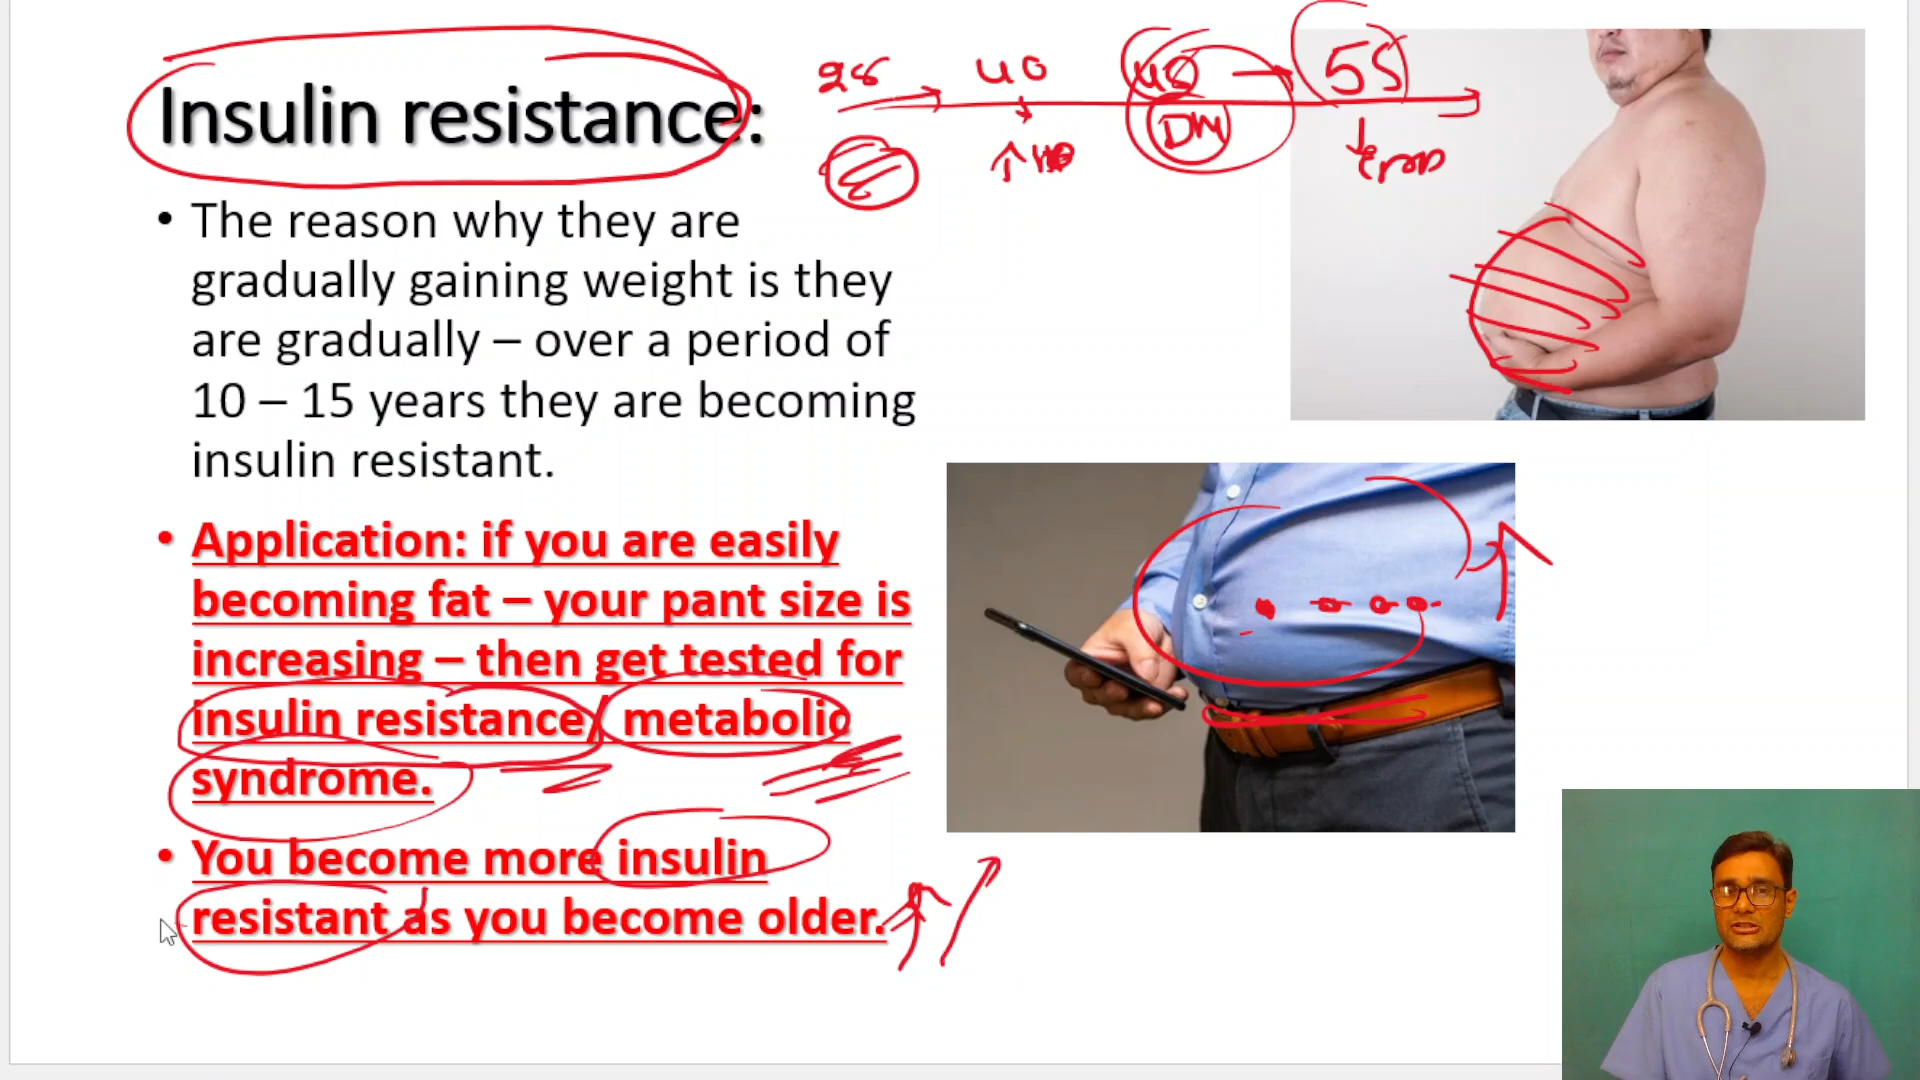 Insulin resistance:
28 40 45 55
DM
• The reason why they are
gradually gaining weight is they
are gradually – over a period of
10 – 15 years they are becoming
insulin resistant.
• Application: if you are easily
becoming fat – your pant size is
increasing – then get tested for
insulin resistance/ metabolic
syndrome.
• You become more insulin
resistant as you become older.